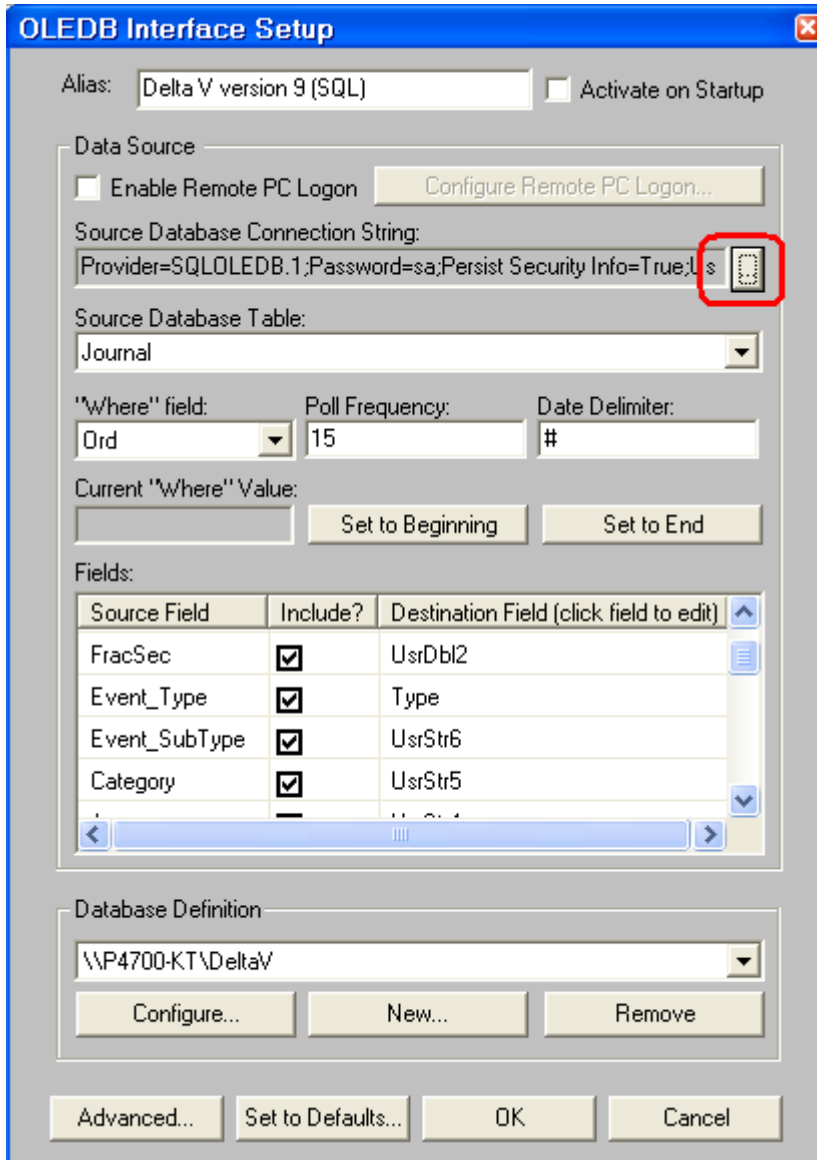 OLEDB Interface Setup
Alias: Delta V version 9 (SQL) Activate on Startup
Data Source
Enable Remote PC Logon Configure Remote PC Logon...
Source Database Connection String:
Provider=SQLOLEDB.1;Password=sa;Persist Security Info=True;Us ...
Source Database Table:
Journal
"Where" field: Poll Frequency: Date Delimiter:
Ord 15 #
Current "Where" Value:
Set to Beginning Set to End
Fields:
Source Field Include? Destination Field (click field to edit)
FracSec UsrDbl2
Event_Type Type
Event_SubType UsrStr6
Category UsrStr5
Database Definition
\\P4700-KT\DeltaV
Configure... New... Remove
Advanced... Set to Defaults... OK Cancel